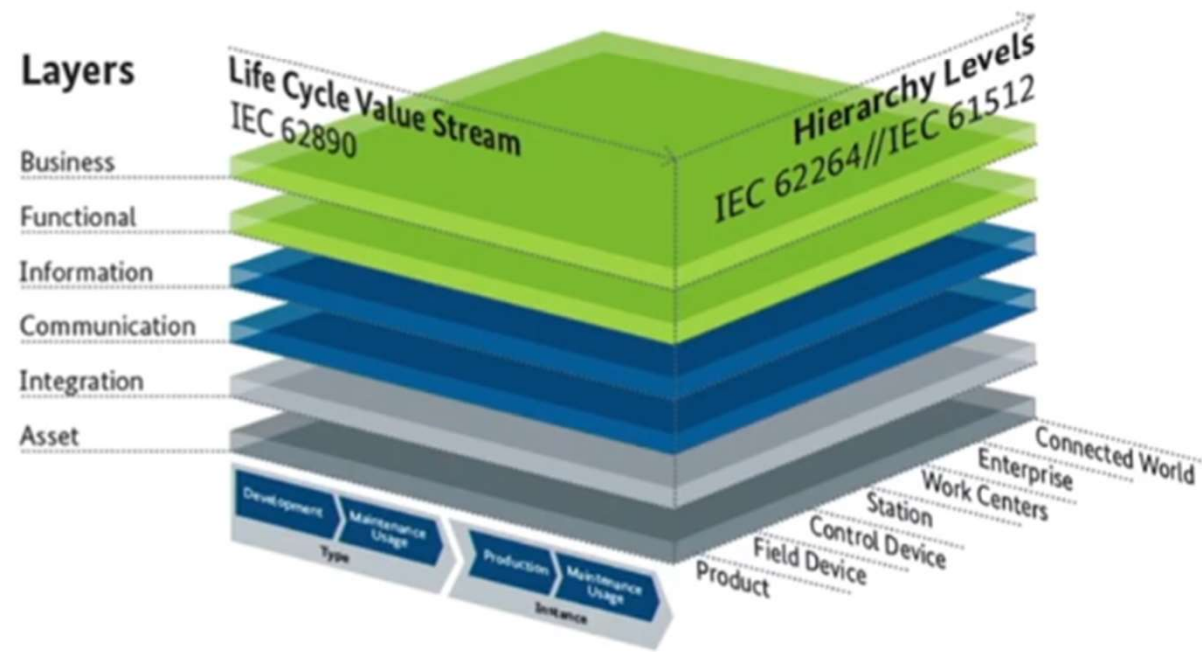 Layers
Life Cycle Value Stream
IEC 62890
Hierarchy Levels
IEC 62264//IEC 61512
Business
Functional
Information
Communication
Integration
Asset
Development
Maintenance
Usage
Type
Production
Maintenance
Usage
Instance
Connected World
Enterprise
Work Centers
Station
Control Device
Field Device
Product